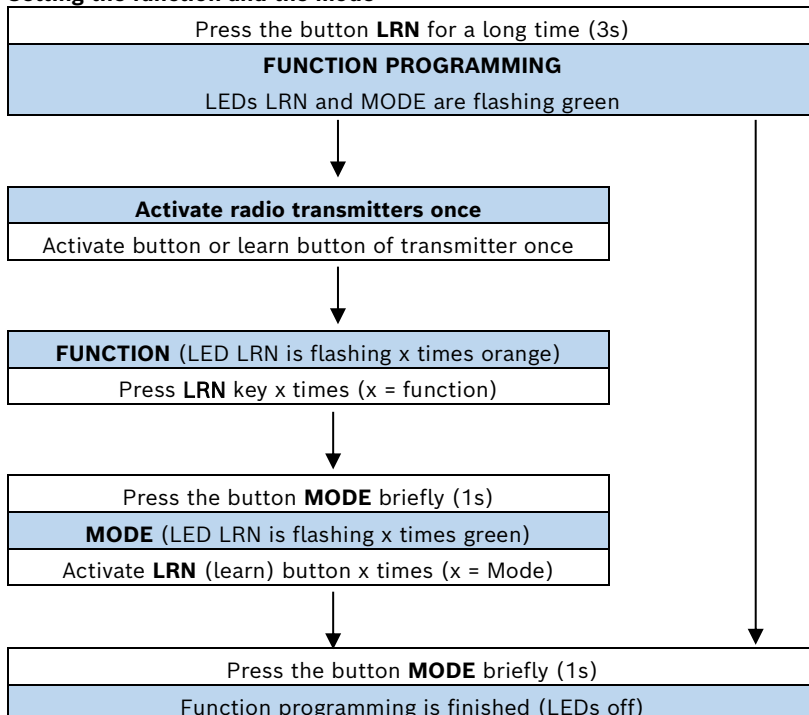 Setting the function and the mode
Press the button LRN for a long time (3s)
FUNCTION PROGRAMMING
LEDs LRN and MODE are flashing green
Activate radio transmitters once
Activate button or learn button of transmitter once
FUNCTION (LED LRN is flashing x times orange)
Press LRN key x times (x = function)
Press the button MODE briefly (1s)
MODE (LED LRN is flashing x times green)
Activate LRN (learn) button x times (x = Mode)
Press the button MODE briefly (1s)
Function programming is finished (LEDs off)